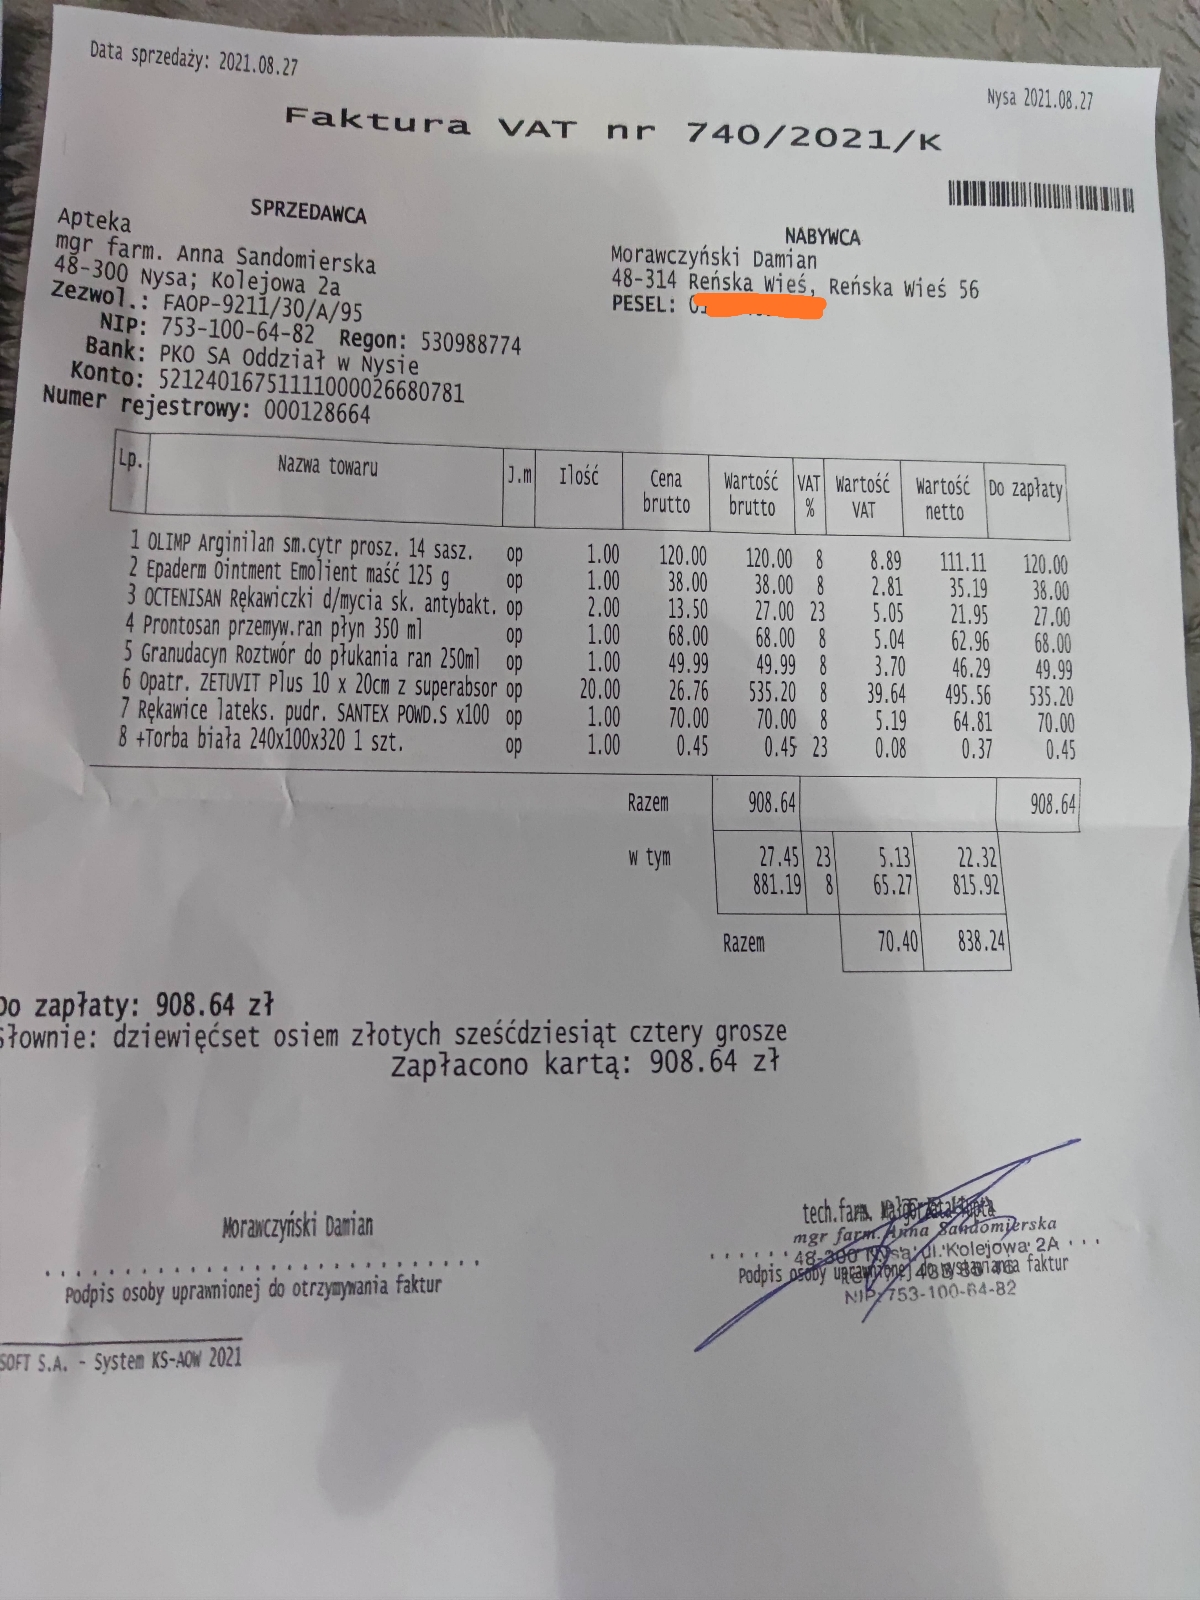 Data sprzedaży: 2021.08.27
Nysa 2021.08.27
Faktura VAT nr 740/2021/K
SPRZEDAWCA
Apteka
mgr farm. Anna Sandomierska
48-300 Nysa; Kolejowa 2a
Zezwol.: FAOP-9211/30/A/95
NIP: 753-100-64-82 Regon: 530988774
Bank: PKO SA Oddział w Nysie
Konto: 52124016751111000026680781
Numer rejestrowy: 000128664
NABYWCA
Morawczyński Damian
48-314 Reńska Wieś, Reńska Wieś 56
PESEL:
Lp. Nazwa towaru J.m Ilość Cena brutto Wartość brutto VAT % Wartość VAT Wartość netto Do zapłaty
1 OLIMP Arginilan sm.cytr prosz. 14 sasz. op 1.00 120.00 120.00 8 8.89 111.11 120.00
2 Epaderm Ointment Emolient maść 125 g op 1.00 38.00 38.00 8 2.81 35.19 38.00
3 OCTENISAN Rękawiczki d/mycia sk. antybakt. op 2.00 13.50 27.00 23 5.05 21.95 27.00
4 Prontosan przemyw.ran płyn 350 ml op 1.00 68.00 68.00 8 5.04 62.96 68.00
5 Granudacyn Roztwór do płukania ran 250ml op 1.00 49.99 49.99 8 3.70 46.29 49.99
6 Opatr. ZETUVIT Plus 10 x 20cm z superabsor op 20.00 26.76 535.20 8 39.64 495.56 535.20
7 Rękawice lateks. pudr. SANTEX POWD.S x100 op 1.00 70.00 70.00 8 5.19 64.81 70.00
8 +Torba biała 240x100x320 1 szt. op 1.00 0.45 0.45 23 0.08 0.37 0.45
Razem 908.64 908.64
w tym 27.45 23 5.13 22.32
881.19 8 65.27 815.92
Razem 70.40 838.24
Do zapłaty: 908.64 zł
Słownie: dziewięćset osiem złotych sześćdziesiąt cztery grosze
Zapłacono kartą: 908.64 zł
Morawczyński Damian
Podpis osoby uprawnionej do otrzymywania faktur
tech.farm. Małgorzata
mgr farm. Anna Sandomierska
48-300 Nysa, ul. Kolejowa 2A
Podpis osoby uprawnionej do wystawiania faktur
NIP: 753-100-64-82
SOFT S.A. - System KS-AOW 2021